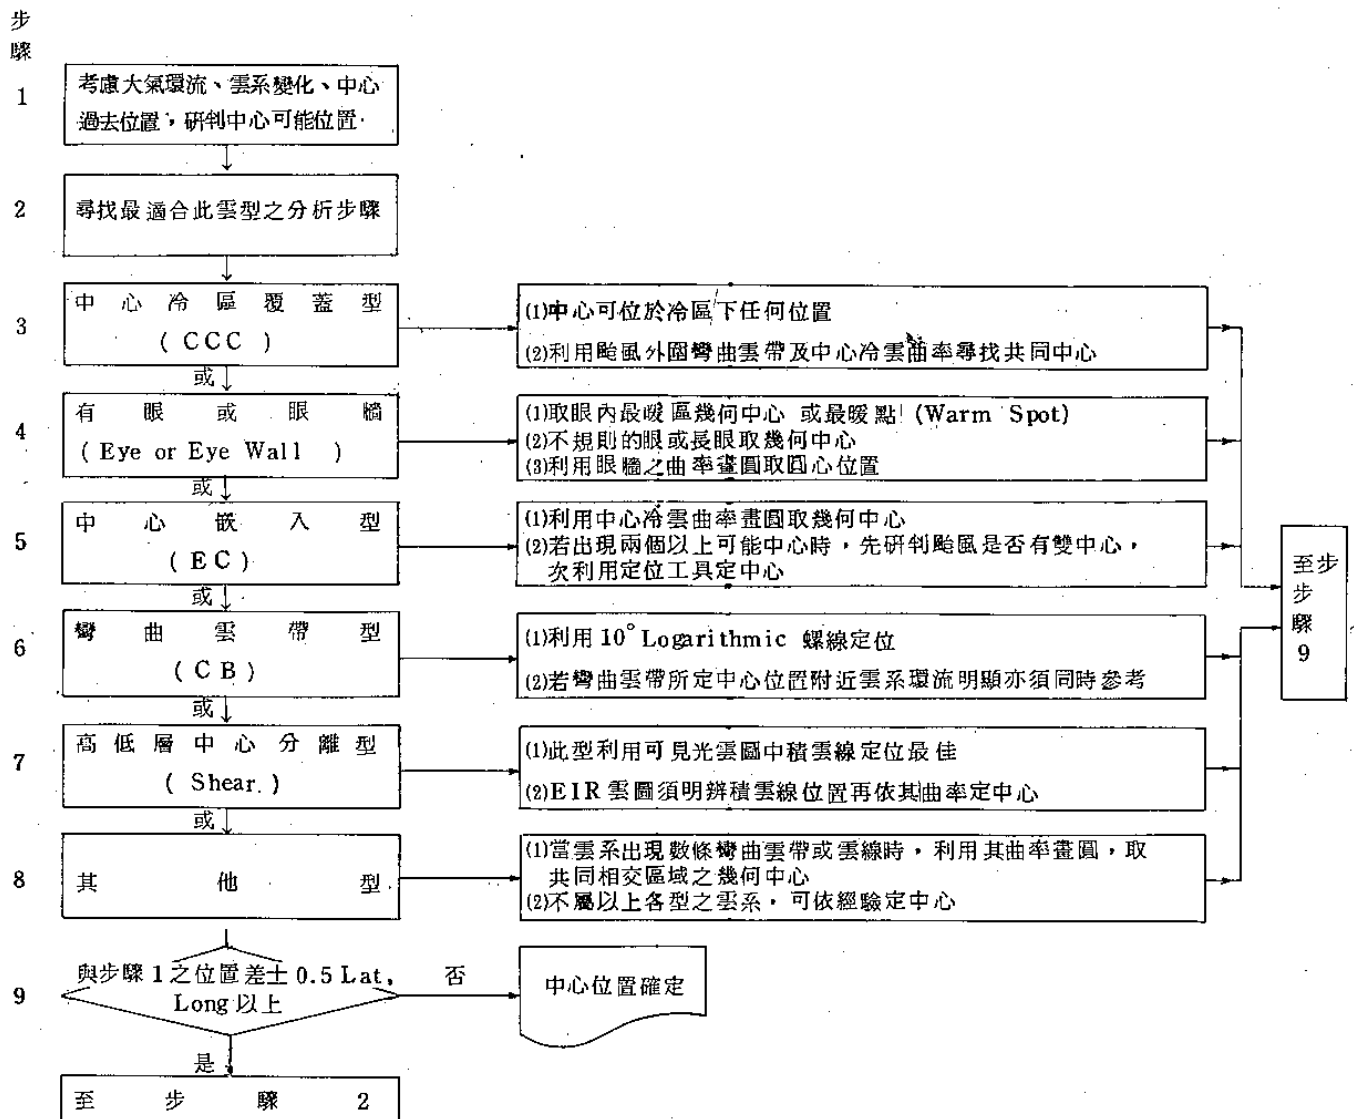 步
驟
1
考慮大氣環流、雲系變化、中心
過去位置，研判中心可能位置
2
尋找最適合此雲型之分析步驟
3
中心冷區覆蓋型
(CCC)
(1)中心可位於冷區下任何位置
(2)利用颱風外圍彎曲雲帶及中心冷雲曲率尋找共同中心
或
4
有眼或眼牆
(Eye or Eye Wall)
(1)取眼內最暖區幾何中心 或最暖點 (Warm Spot)
(2)不規則的眼或長眼取幾何中心
(3)利用眼牆之曲率畫圓取圓心位置
或
5
中心嵌入型
(EC)
(1)利用中心冷雲曲率畫圓取幾何中心
(2)若出現兩個以上可能中心時，先研判颱風是否有雙中心，
次利用定位工具定中心
或
6
彎曲雲帶型
(CB)
(1)利用 10° Logarithmic 螺線定位
(2)若彎曲雲帶所定中心位置附近雲系環流明顯亦須同時參考
或
7
高低層中心分離型
(Shear.)
(1)此型利用可見光雲圖中積雲線定位最佳
(2)EIR 雲圖須明辨積雲線位置再依其曲率定中心
或
8
其他型
(1)當雲系出現數條彎曲雲帶或雲線時，利用其曲率畫圓，取
共同相交區域之幾何中心
(2)不屬以上各型之雲系，可依經驗定中心
至步
步
驟
9
9
與步驟 1 之位置差±0.5 Lat,
Long 以上
否
中心位置確定
是
至步驟2